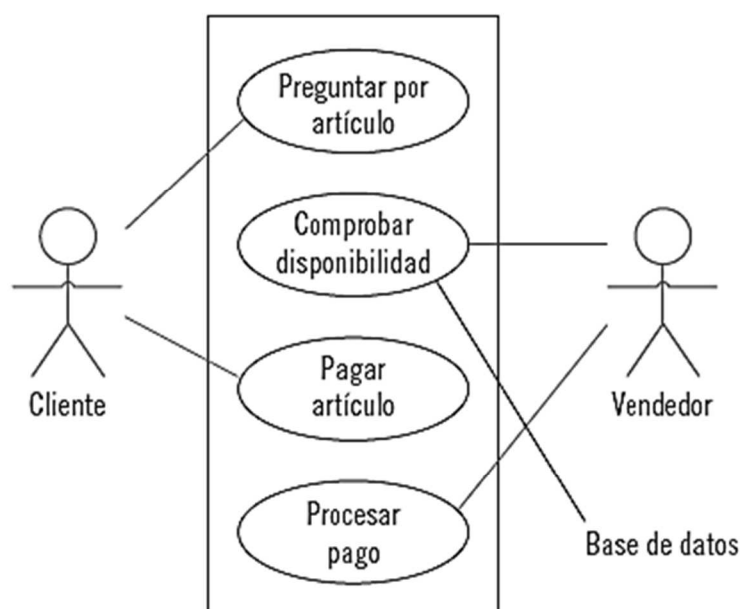 Preguntar por
artículo
Comprobar
disponibilidad
Pagar
artículo
Cliente
Vendedor
Procesar
pago
Base de datos